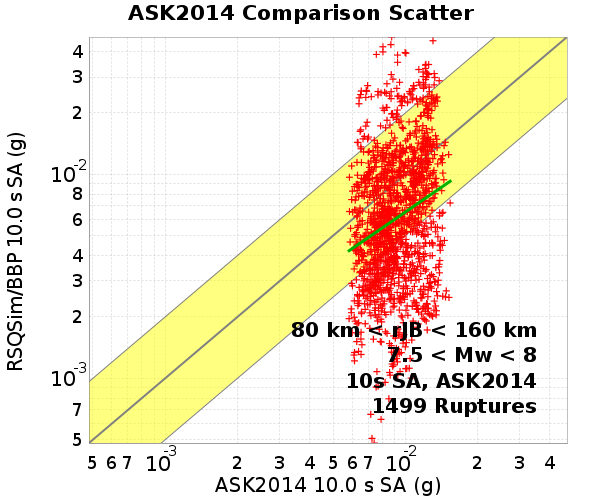 ASK2014 Comparison Scatter
RSQSim/BBP 10.0 s SA (g)
4
3
2
10-2
8
6
4
3
2
10-3
7
5
80 km < rJB < 160 km
7.5 < Mw < 8
10s SA, ASK2014
1499 Ruptures
5 6 7 10-3 2 3 4 5 6 7 10-2 2 3 4
ASK2014 10.0 s SA (g)